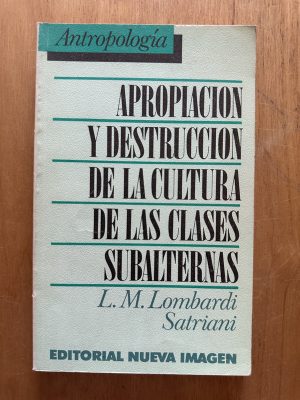 Antropología
APROPIACION
Y DESTRUCCION
DE LA CULTURA
DE LAS CLASES
SUBALTERNAS
L. M. Lombardi
Satriani
EDITORIAL NUEVA IMAGEN